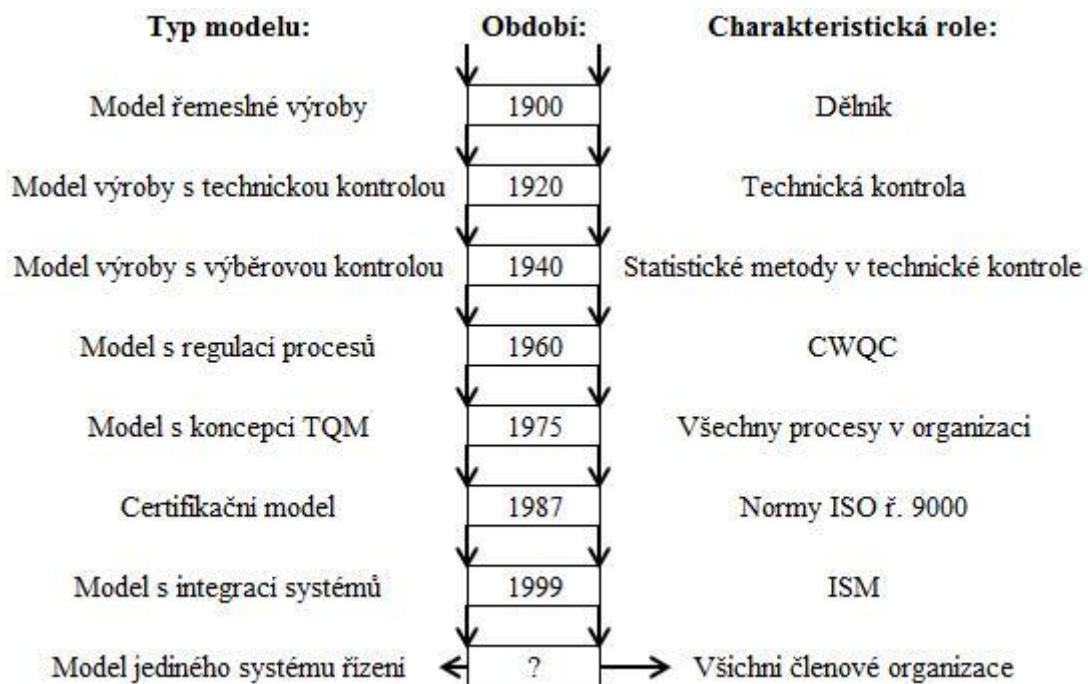 Typ modelu: Období: Charakteristická role:
Model řemeslné výroby 1900 Dělník
Model výroby s technickou kontrolou 1920 Technická kontrola
Model výroby s výběrovou kontrolou 1940 Statistické metody v technické kontrole
Model s regulací procesů 1960 CWQC
Model s koncepcí TQM 1975 Všechny procesy v organizaci
Certifikační model 1987 Normy ISO ř. 9000
Model s integrací systémů 1999 ISM
Model jediného systému řízení ? Všichni členové organizace